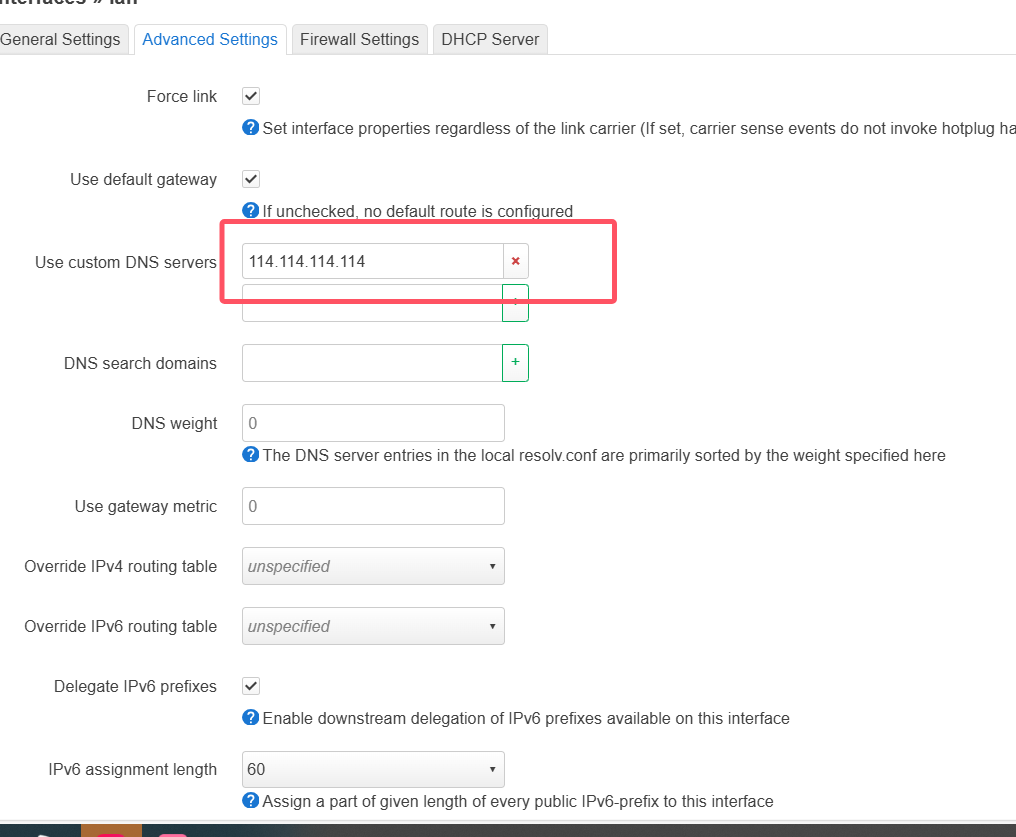 General Settings
Advanced Settings
Firewall Settings
DHCP Server
Force link
Set interface properties regardless of the link carrier (If set, carrier sense events do not invoke hotplug ha
Use default gateway
If unchecked, no default route is configured
Use custom DNS servers
114.114.114.114
DNS search domains
+
DNS weight
0
The DNS server entries in the local resolv.conf are primarily sorted by the weight specified here
Use gateway metric
0
Override IPv4 routing table
unspecified
Override IPv6 routing table
unspecified
Delegate IPv6 prefixes
Enable downstream delegation of IPv6 prefixes available on this interface
IPv6 assignment length
60
Assign a part of given length of every public IPv6-prefix to this interface